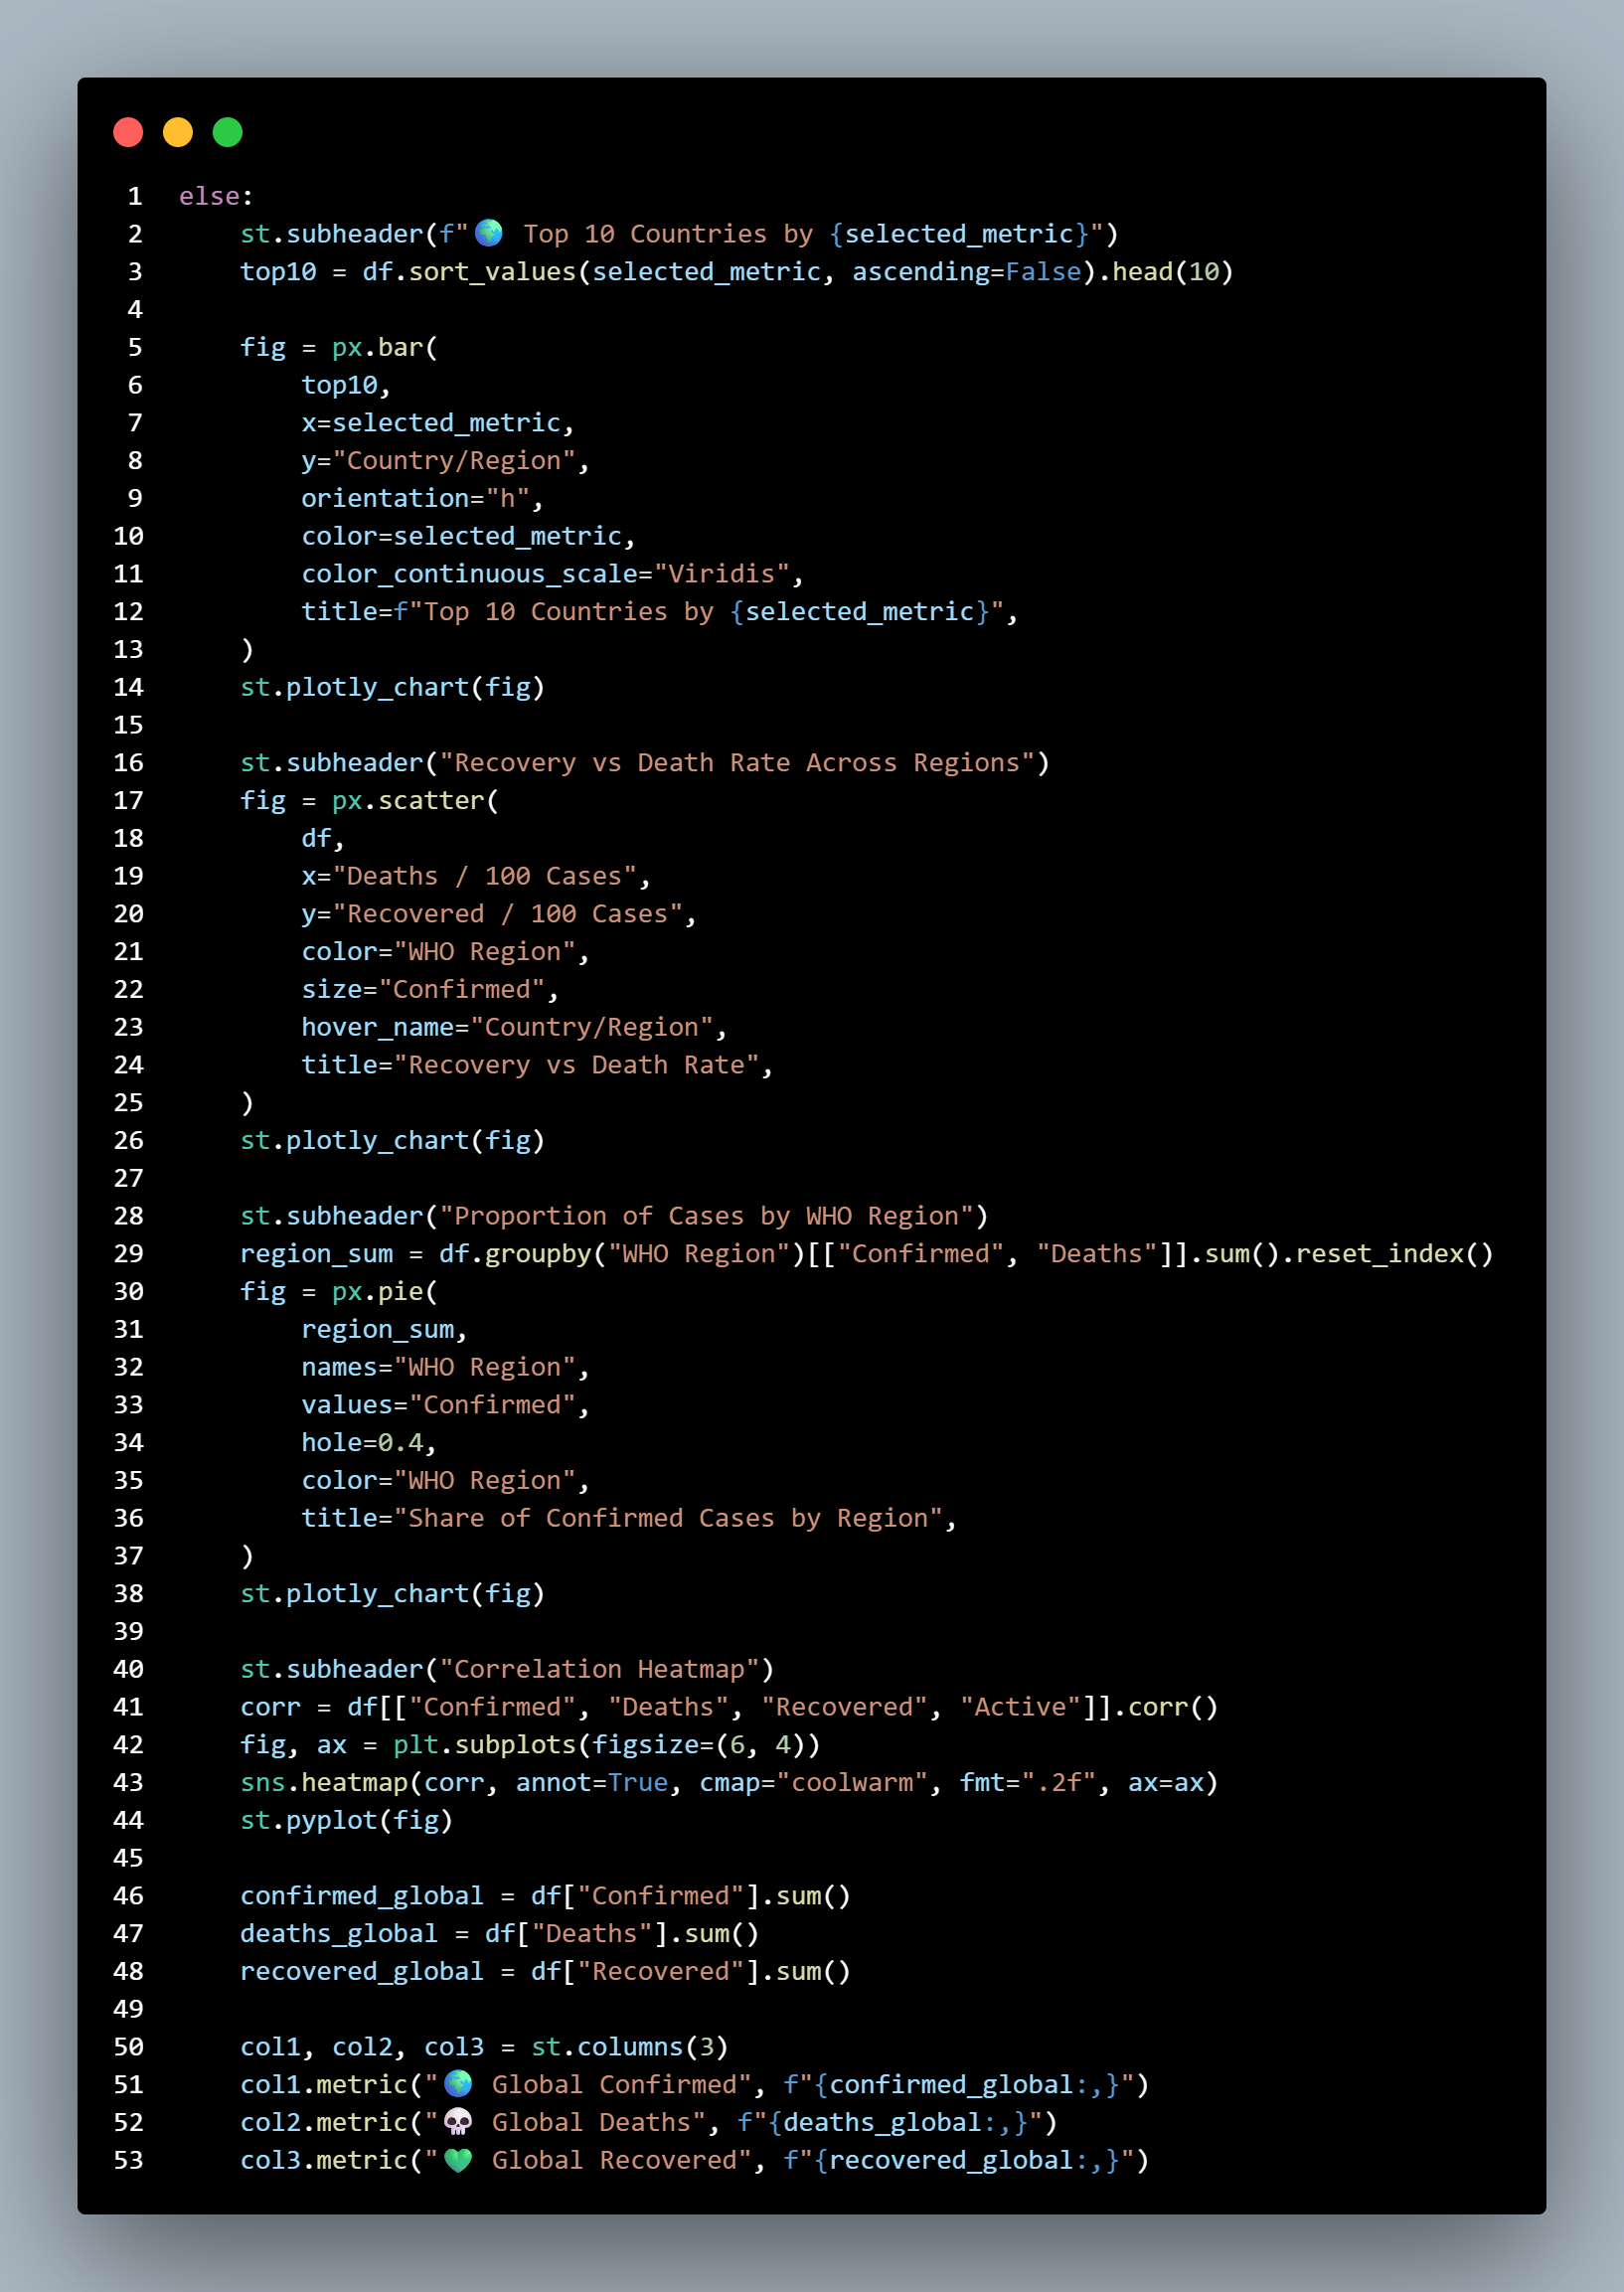 1 else:
2     st.subheader(f"🌍 Top 10 Countries by {selected_metric}")
3     top10 = df.sort_values(selected_metric, ascending=False).head(10)
4
5     fig = px.bar(
6         top10,
7         x=selected_metric,
8         y="Country/Region",
9         orientation="h",
10         color=selected_metric,
11         color_continuous_scale="Viridis",
12         title=f"Top 10 Countries by {selected_metric}",
13     )
14     st.plotly_chart(fig)
15
16     st.subheader("Recovery vs Death Rate Across Regions")
17     fig = px.scatter(
18         df,
19         x="Deaths / 100 Cases",
20         y="Recovered / 100 Cases",
21         color="WHO Region",
22         size="Confirmed",
23         hover_name="Country/Region",
24         title="Recovery vs Death Rate",
25     )
26     st.plotly_chart(fig)
27
28     st.subheader("Proportion of Cases by WHO Region")
29     region_sum = df.groupby("WHO Region")[["Confirmed", "Deaths"]].sum().reset_index()
30     fig = px.pie(
31         region_sum,
32         names="WHO Region",
33         values="Confirmed",
34         hole=0.4,
35         color="WHO Region",
36         title="Share of Confirmed Cases by Region",
37     )
38     st.plotly_chart(fig)
39
40     st.subheader("Correlation Heatmap")
41     corr = df[["Confirmed", "Deaths", "Recovered", "Active"]].corr()
42     fig, ax = plt.subplots(figsize=(6, 4))
43     sns.heatmap(corr, annot=True, cmap="coolwarm", fmt=".2f", ax=ax)
44     st.pyplot(fig)
45
46     confirmed_global = df["Confirmed"].sum()
47     deaths_global = df["Deaths"].sum()
48     recovered_global = df["Recovered"].sum()
49
50     col1, col2, col3 = st.columns(3)
51     col1.metric("🌍 Global Confirmed", f"{confirmed_global:,}")
52     col2.metric("💀 Global Deaths", f"{deaths_global:,}")
53     col3.metric("💚 Global Recovered", f"{recovered_global:,}")